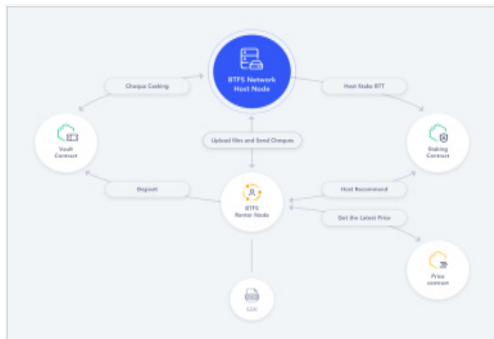 BTFS Network
Host Node
Cheque Cashing
Host Stake BTT
Vault
Contract
Upload files and Send Cheques
Staking
Contract
Deposit
Host Recommend
BTFS
Renter Node
Get the Latest Price
Price
contract